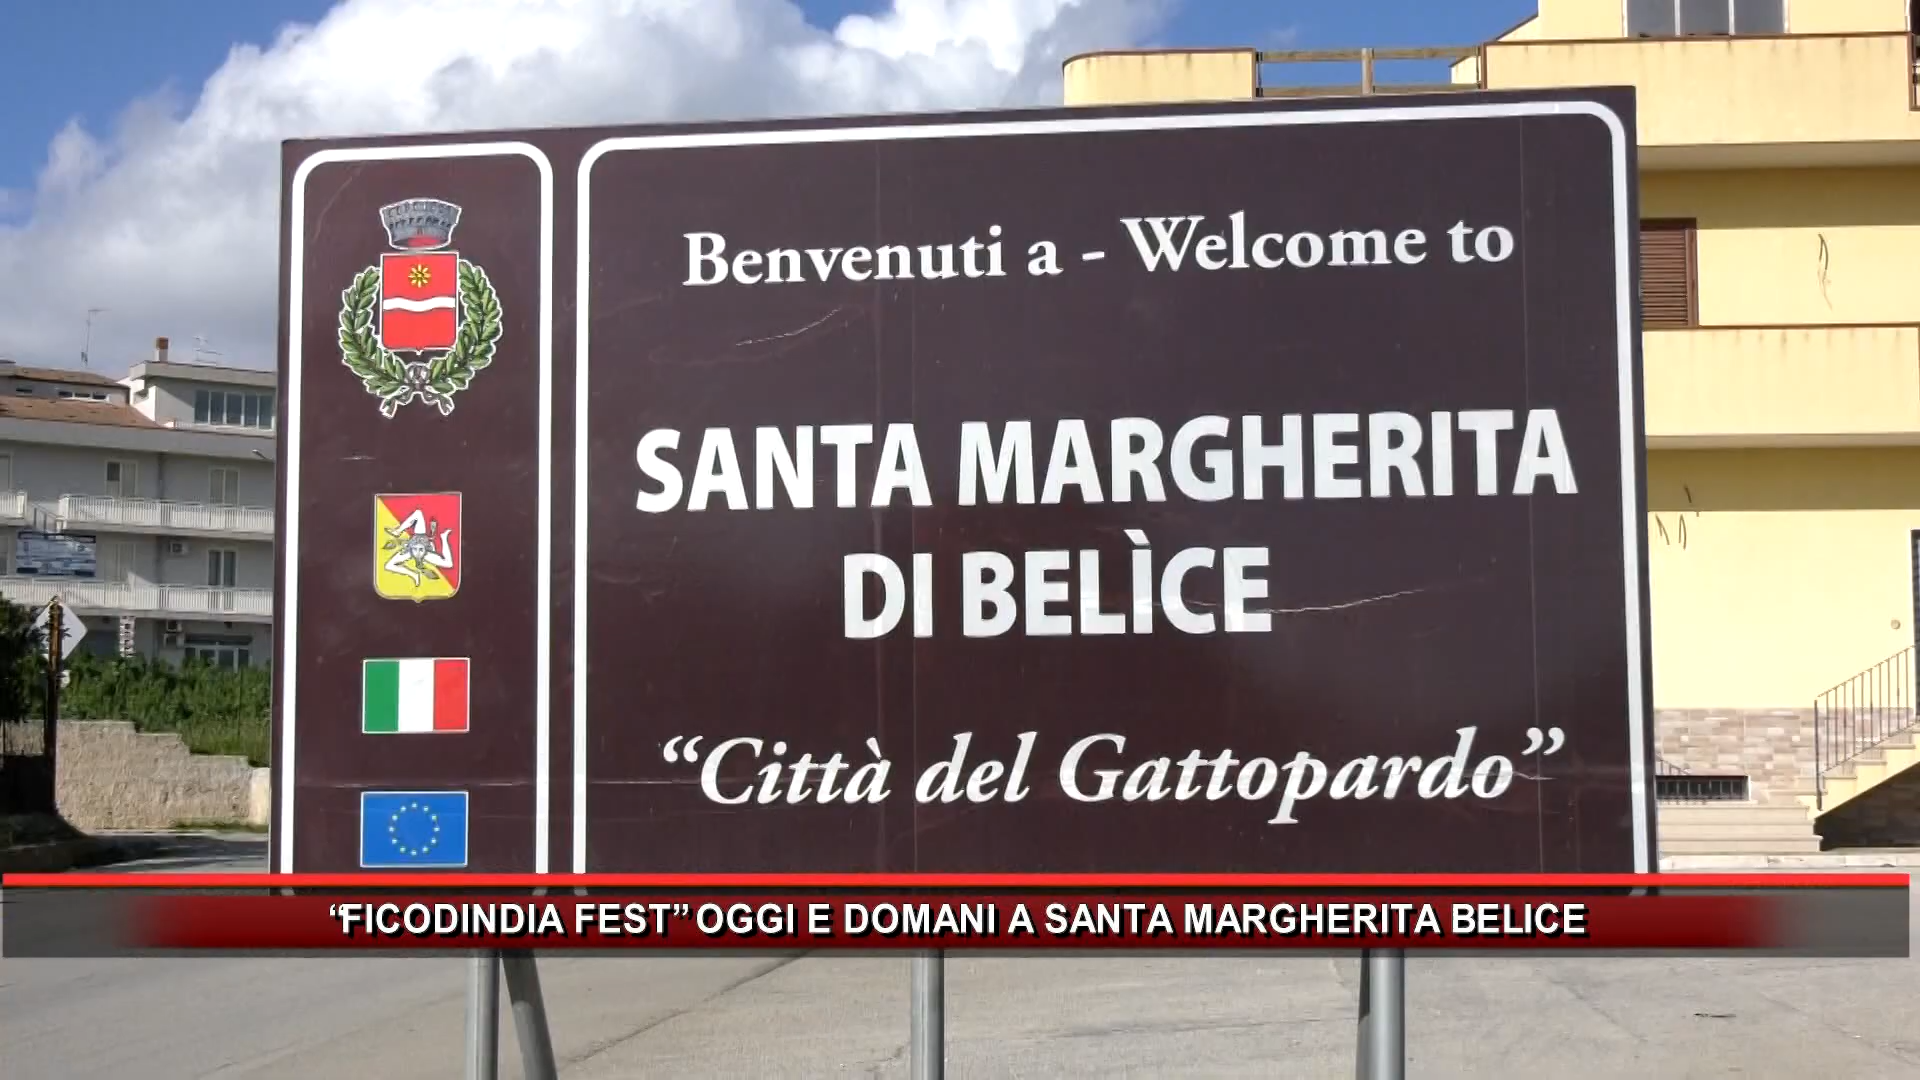 Benvenuti a - Welcome to
SANTA MARGHERITA
DI BELÌCE
“Città del Gattopardo”
“FICODINDIA FEST” OGGI E DOMANI A SANTA MARGHERITA BELICE